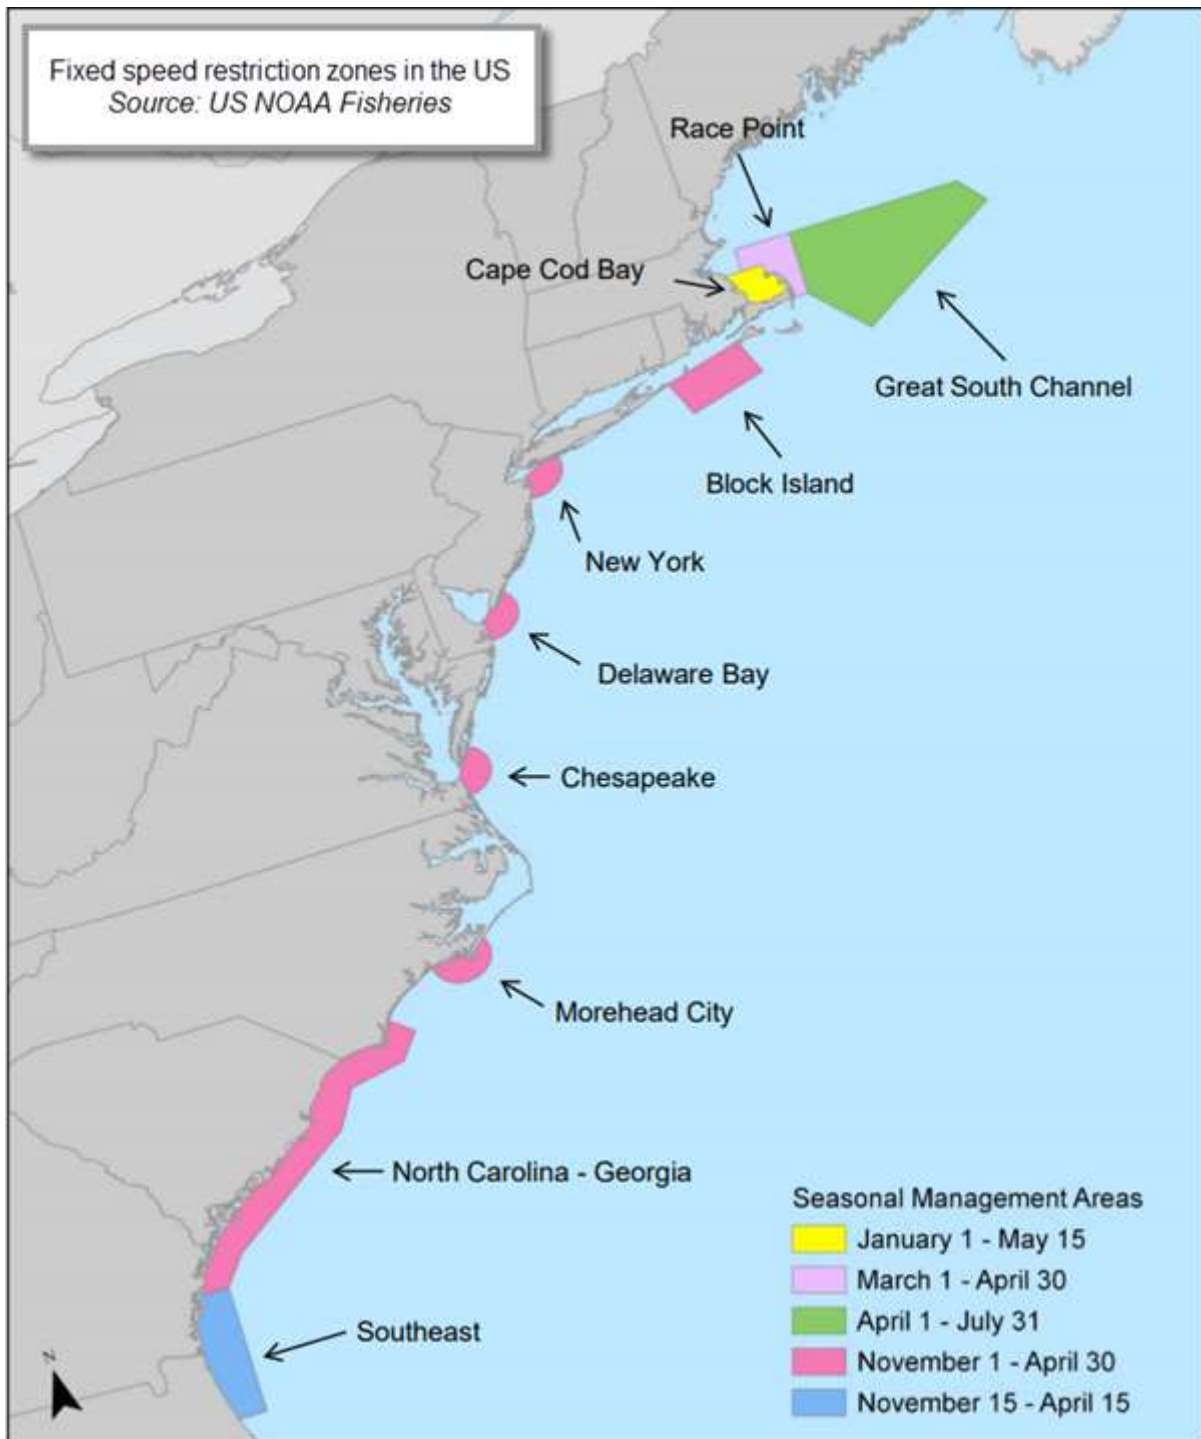 Fixed speed restriction zones in the US
Source: US NOAA Fisheries
Race Point
Cape Cod Bay
Great South Channel
Block Island
New York
Delaware Bay
Chesapeake
Morehead City
North Carolina - Georgia
Southeast
Seasonal Management Areas
January 1 - May 15
March 1 - April 30
April 1 - July 31
November 1 - April 30
November 15 - April 15
N